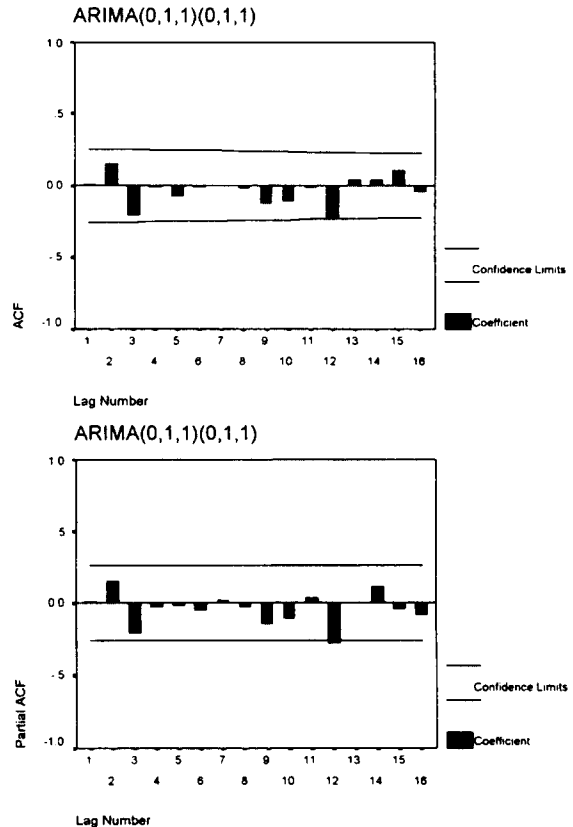 ARIMA(0,1,1)(0,1,1)
1 0
.5
0.0
-.5
-1 0
ACF
1 3 4 5 6 7 9 11 13 15
2 4 6 8 10 12 14 16
Lag Number
Confidence Limits
Coefficient
ARIMA(0,1,1)(0,1,1)
1 0
5
0.0
-.5
-1.0
Partial ACF
1 3 5 7 9 11 13 15
2 4 6 8 10 12 14 16
Lag Number
Confidence Limits
Coefficient